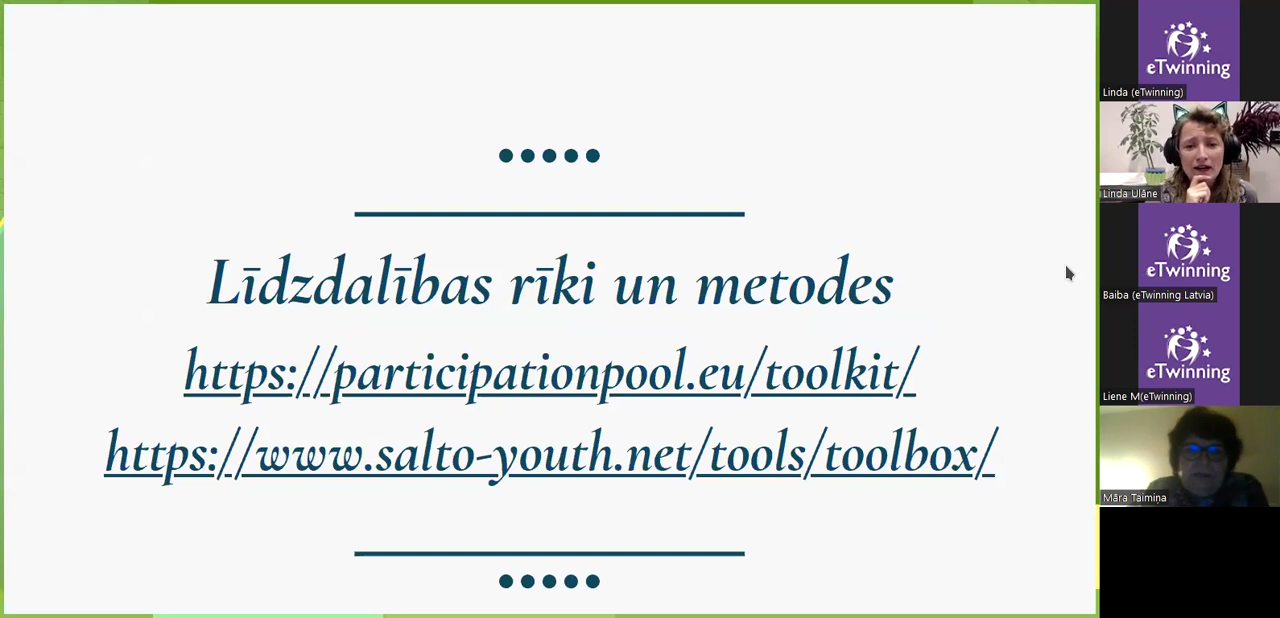 Līdzdalības rīki un metodes
https://participationpool.eu/toolkit/
https://www.salto-youth.net/tools/toolbox/
eTwinning
Linda (eTwinning)
Linda Ulāne
eTwinning
Baiba (eTwinning Latvia)
eTwinning
Liene M(eTwinning)
Māra Taimiņa